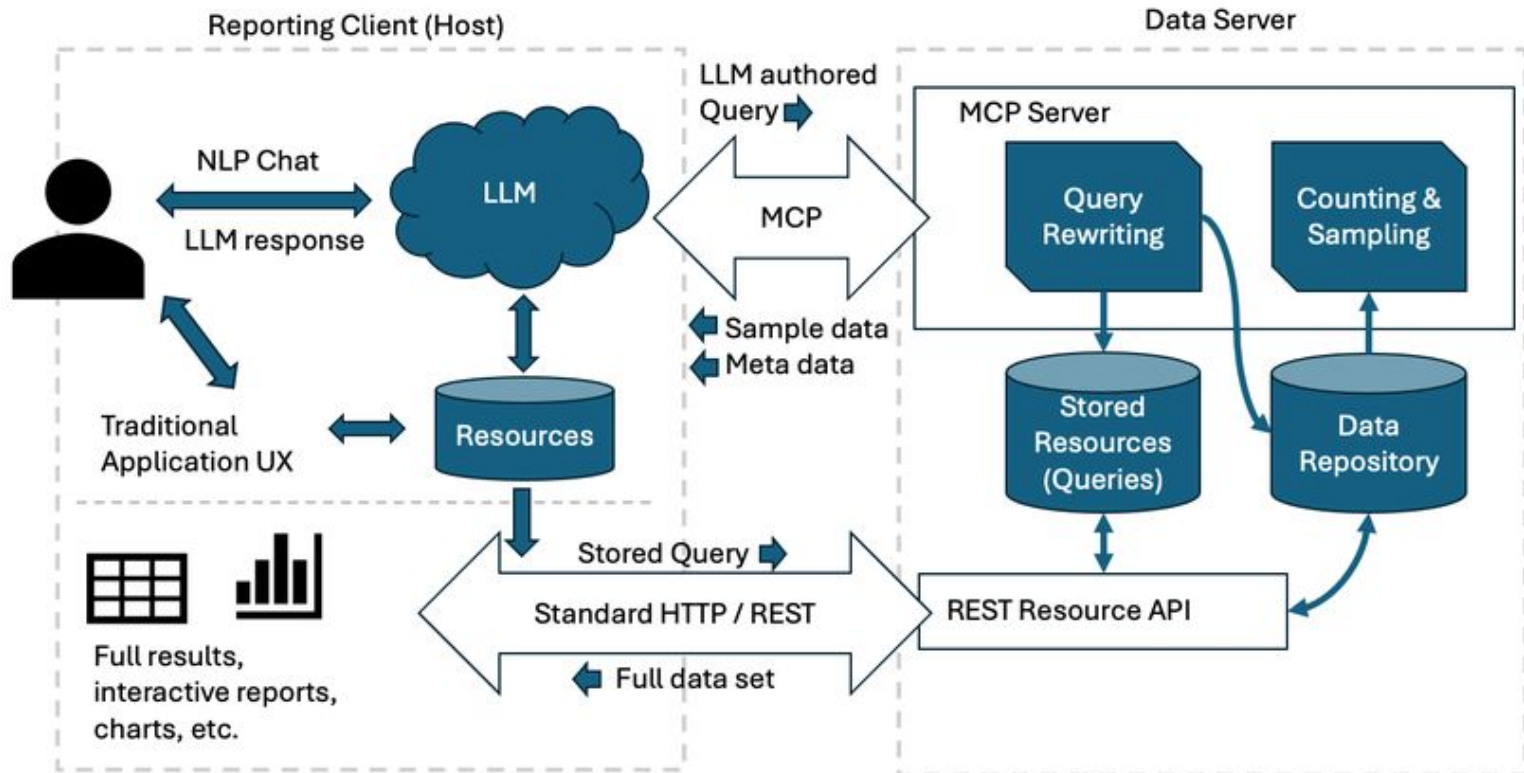 Reporting Client (Host)
Data Server
NLP Chat
LLM response
LLM
LLM authored
Query
MCP
Sample data
Meta data
MCP Server
Query
Rewriting
Counting &
Sampling
Traditional
Application UX
Resources
Stored
Resources
(Queries)
Data
Repository
Stored Query
Standard HTTP / REST
Full data set
REST Resource API
Full results,
interactive reports,
charts, etc.